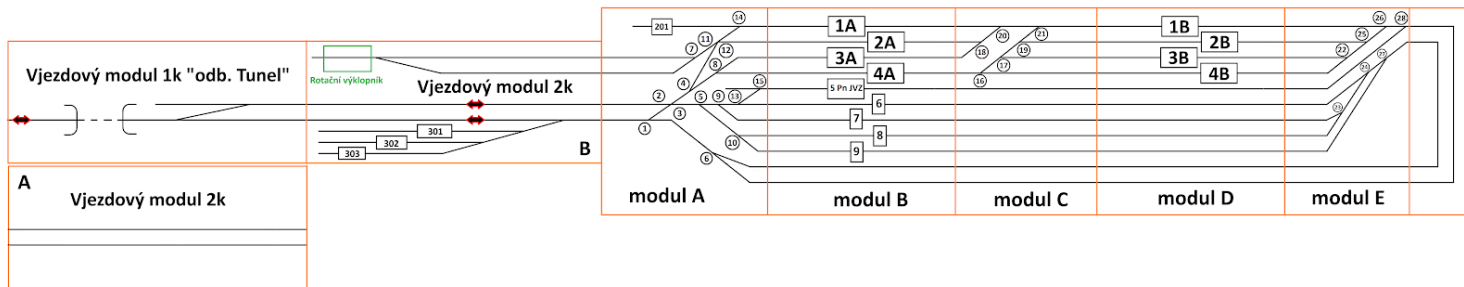 Vjezdový modul 1k "odb. Tunel"
Rotační výklopník
Vjezdový modul 2k
301
302
303
B
A
Vjezdový modul 2k
201
14
11
7
12
8
4
2
5
9
13
15
3
1
10
6
modul A
1A
2A
3A
4A
5 Pn JVZ
6
7
8
9
modul B
20
21
18
19
17
16
modul C
1B
2B
3B
4B
modul D
26
28
25
22
27
24
23
modul E